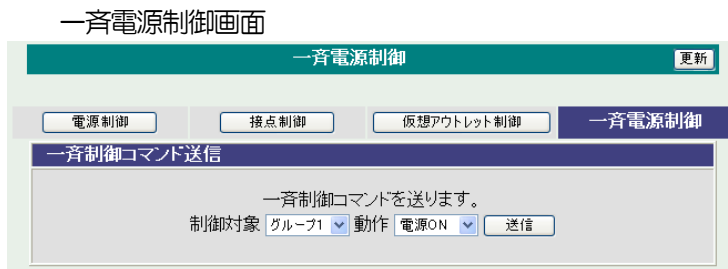 一斉電源制御画面
一斉電源制御 更新
電源制御 接点制御 仮想アウトレット制御 一斉電源制御
一斉制御コマンド送信
一斉制御コマンドを送ります。
制御対象 グループ1 動作 電源ON 送信